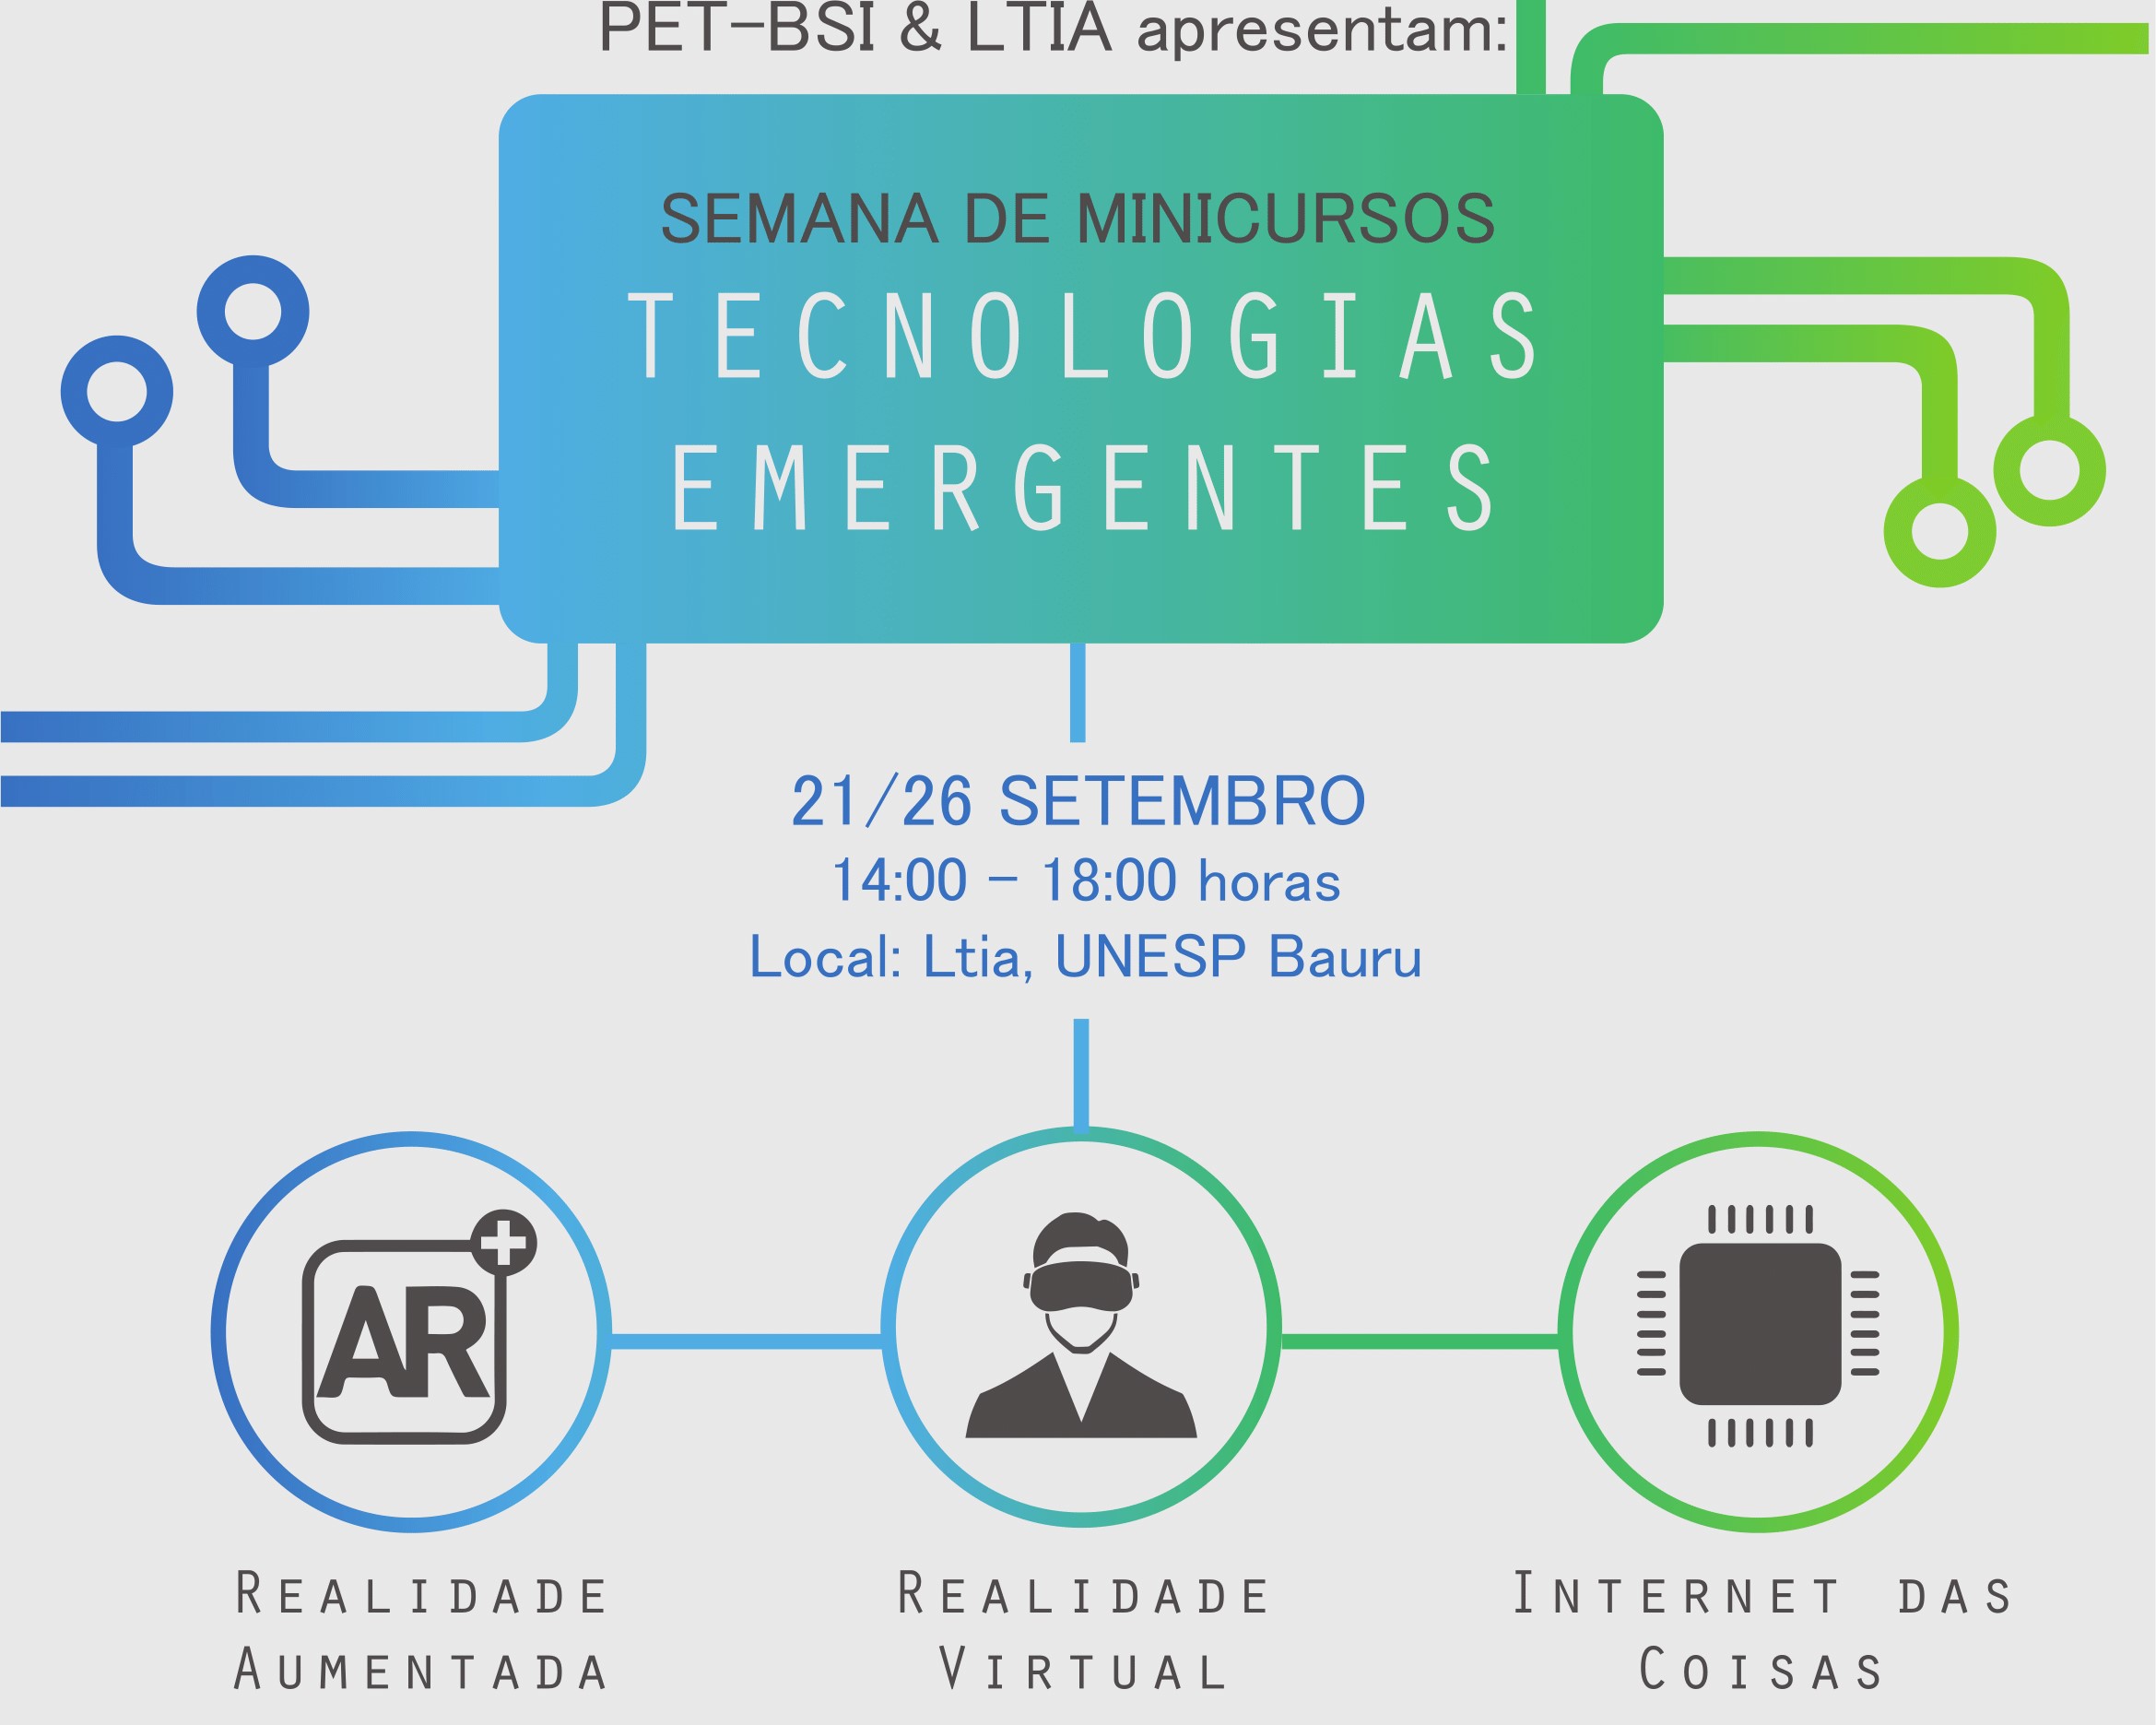 PET-BSI & LTIA apresentam:
SEMANA DE MINICURSOS
TECNOLOGIAS
EMERGENTES
21/26 SETEMBRO
14:00 – 18:00 horas
Local: Ltia, UNESP Bauru
AR
Realidade
Aumentada
Realidade
Virtual
Internet das
Coisas